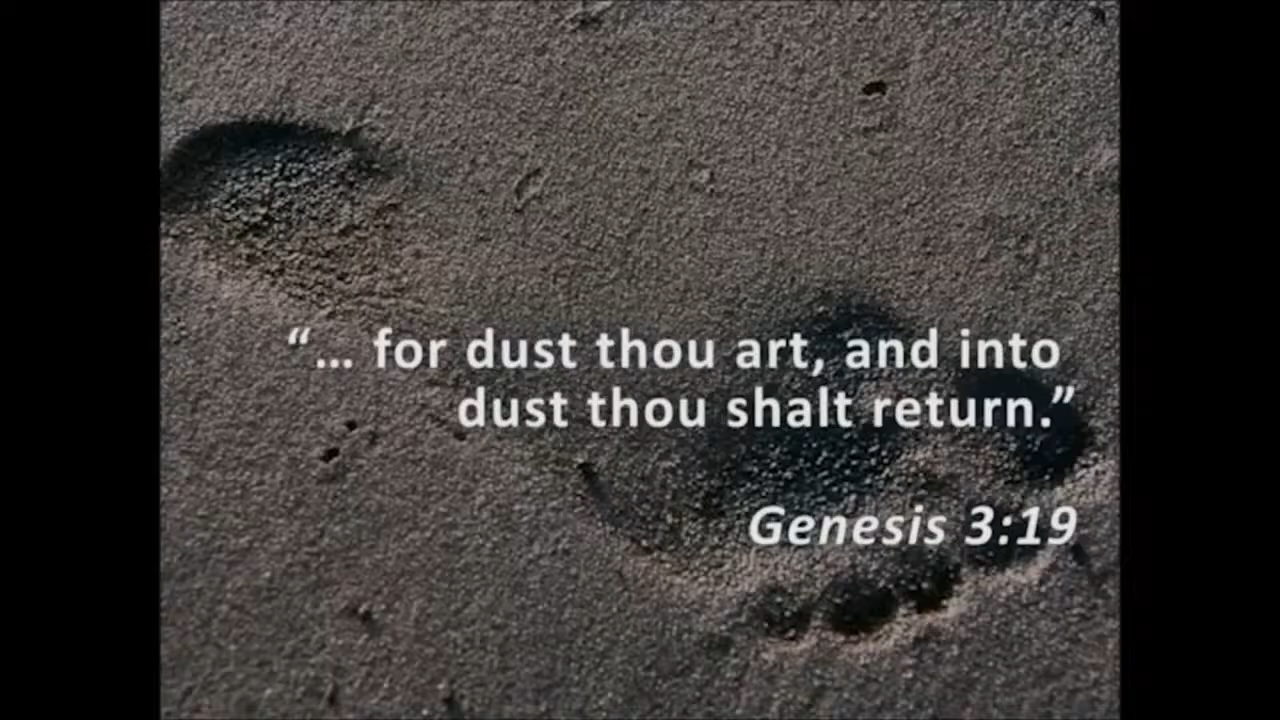 “… for dust thou art, and into
dust thou shalt return.”
Genesis 3:19